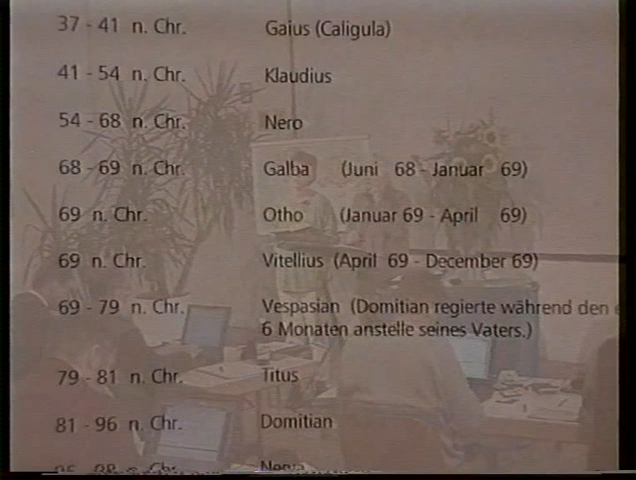 37 - 41 n. Chr. Gaius (Caligula)
41 - 54 n. Chr. Klaudius
54 - 68 n. Chr. Nero
68 - 69 n. Chr. Galba (Juni 68 - Januar 69)
69 n. Chr. Otho (Januar 69 - April 69)
69 n. Chr. Vitellius (April 69 - December 69)
69 - 79 n. Chr. Vespasian (Domitian regierte während den
6 Monaten anstelle seines Vaters.)
79 - 81 n. Chr. Titus
81 - 96 n. Chr. Domitian